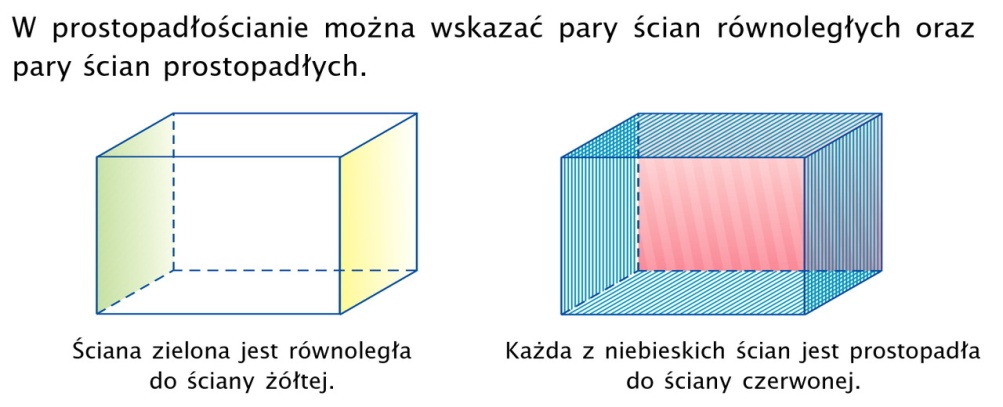 W prostopadłościanie można wskazać pary ścian równoległych oraz
pary ścian prostopadłych.
Ściana zielona jest równoległa
do ściany żółtej.
Każda z niebieskich ścian jest prostopadła
do ściany czerwonej.